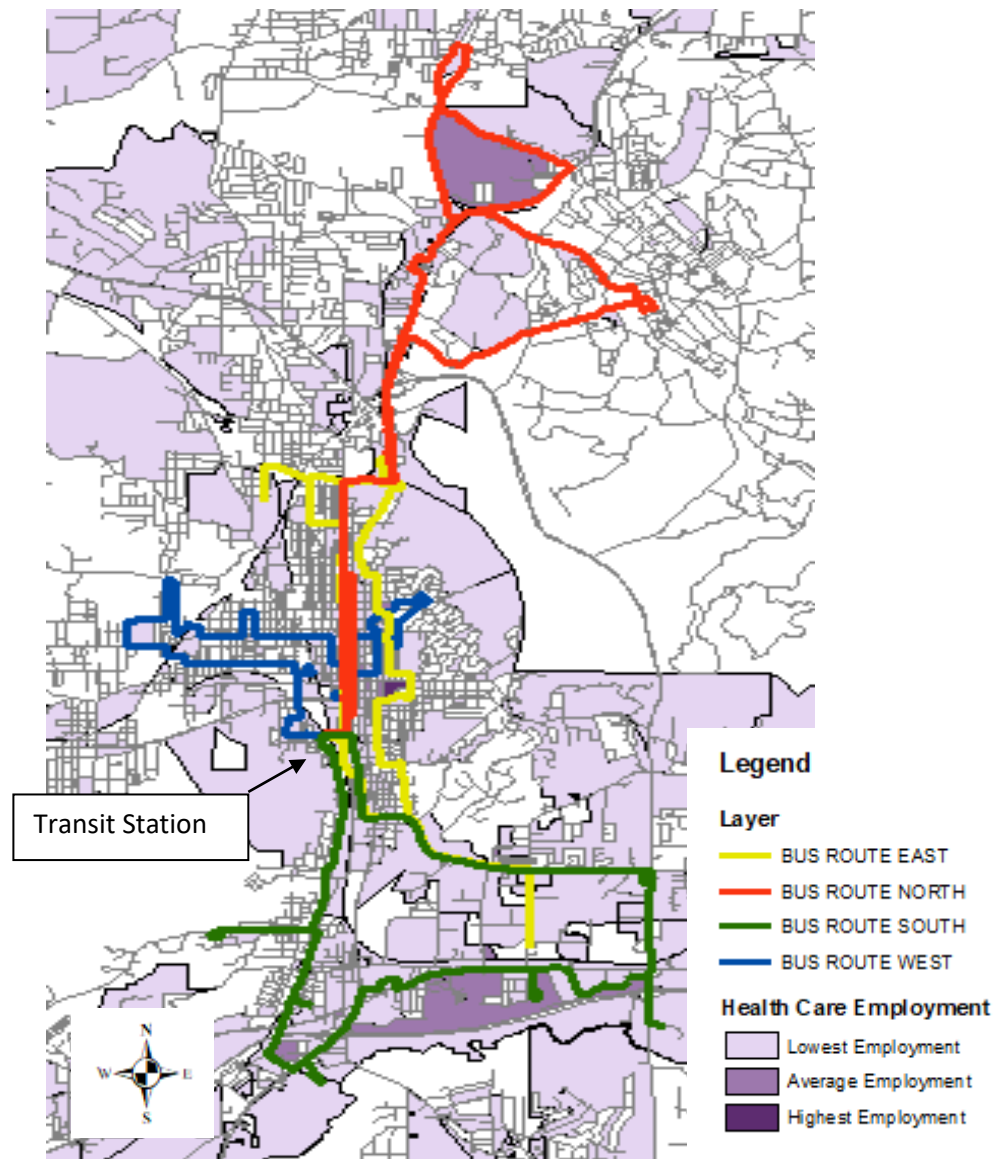 Transit Station
Legend
Layer
BUS ROUTE EAST
BUS ROUTE NORTH
BUS ROUTE SOUTH
BUS ROUTE WEST
Health Care Employment
Lowest Employment
Average Employment
Highest Employment
N
W E
S